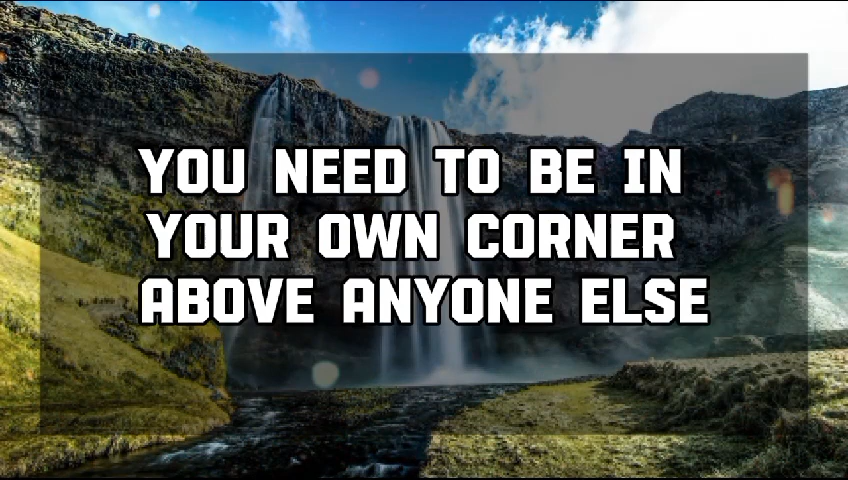 YOU NEED TO BE IN
YOUR OWN CORNER
ABOVE ANYONE ELSE